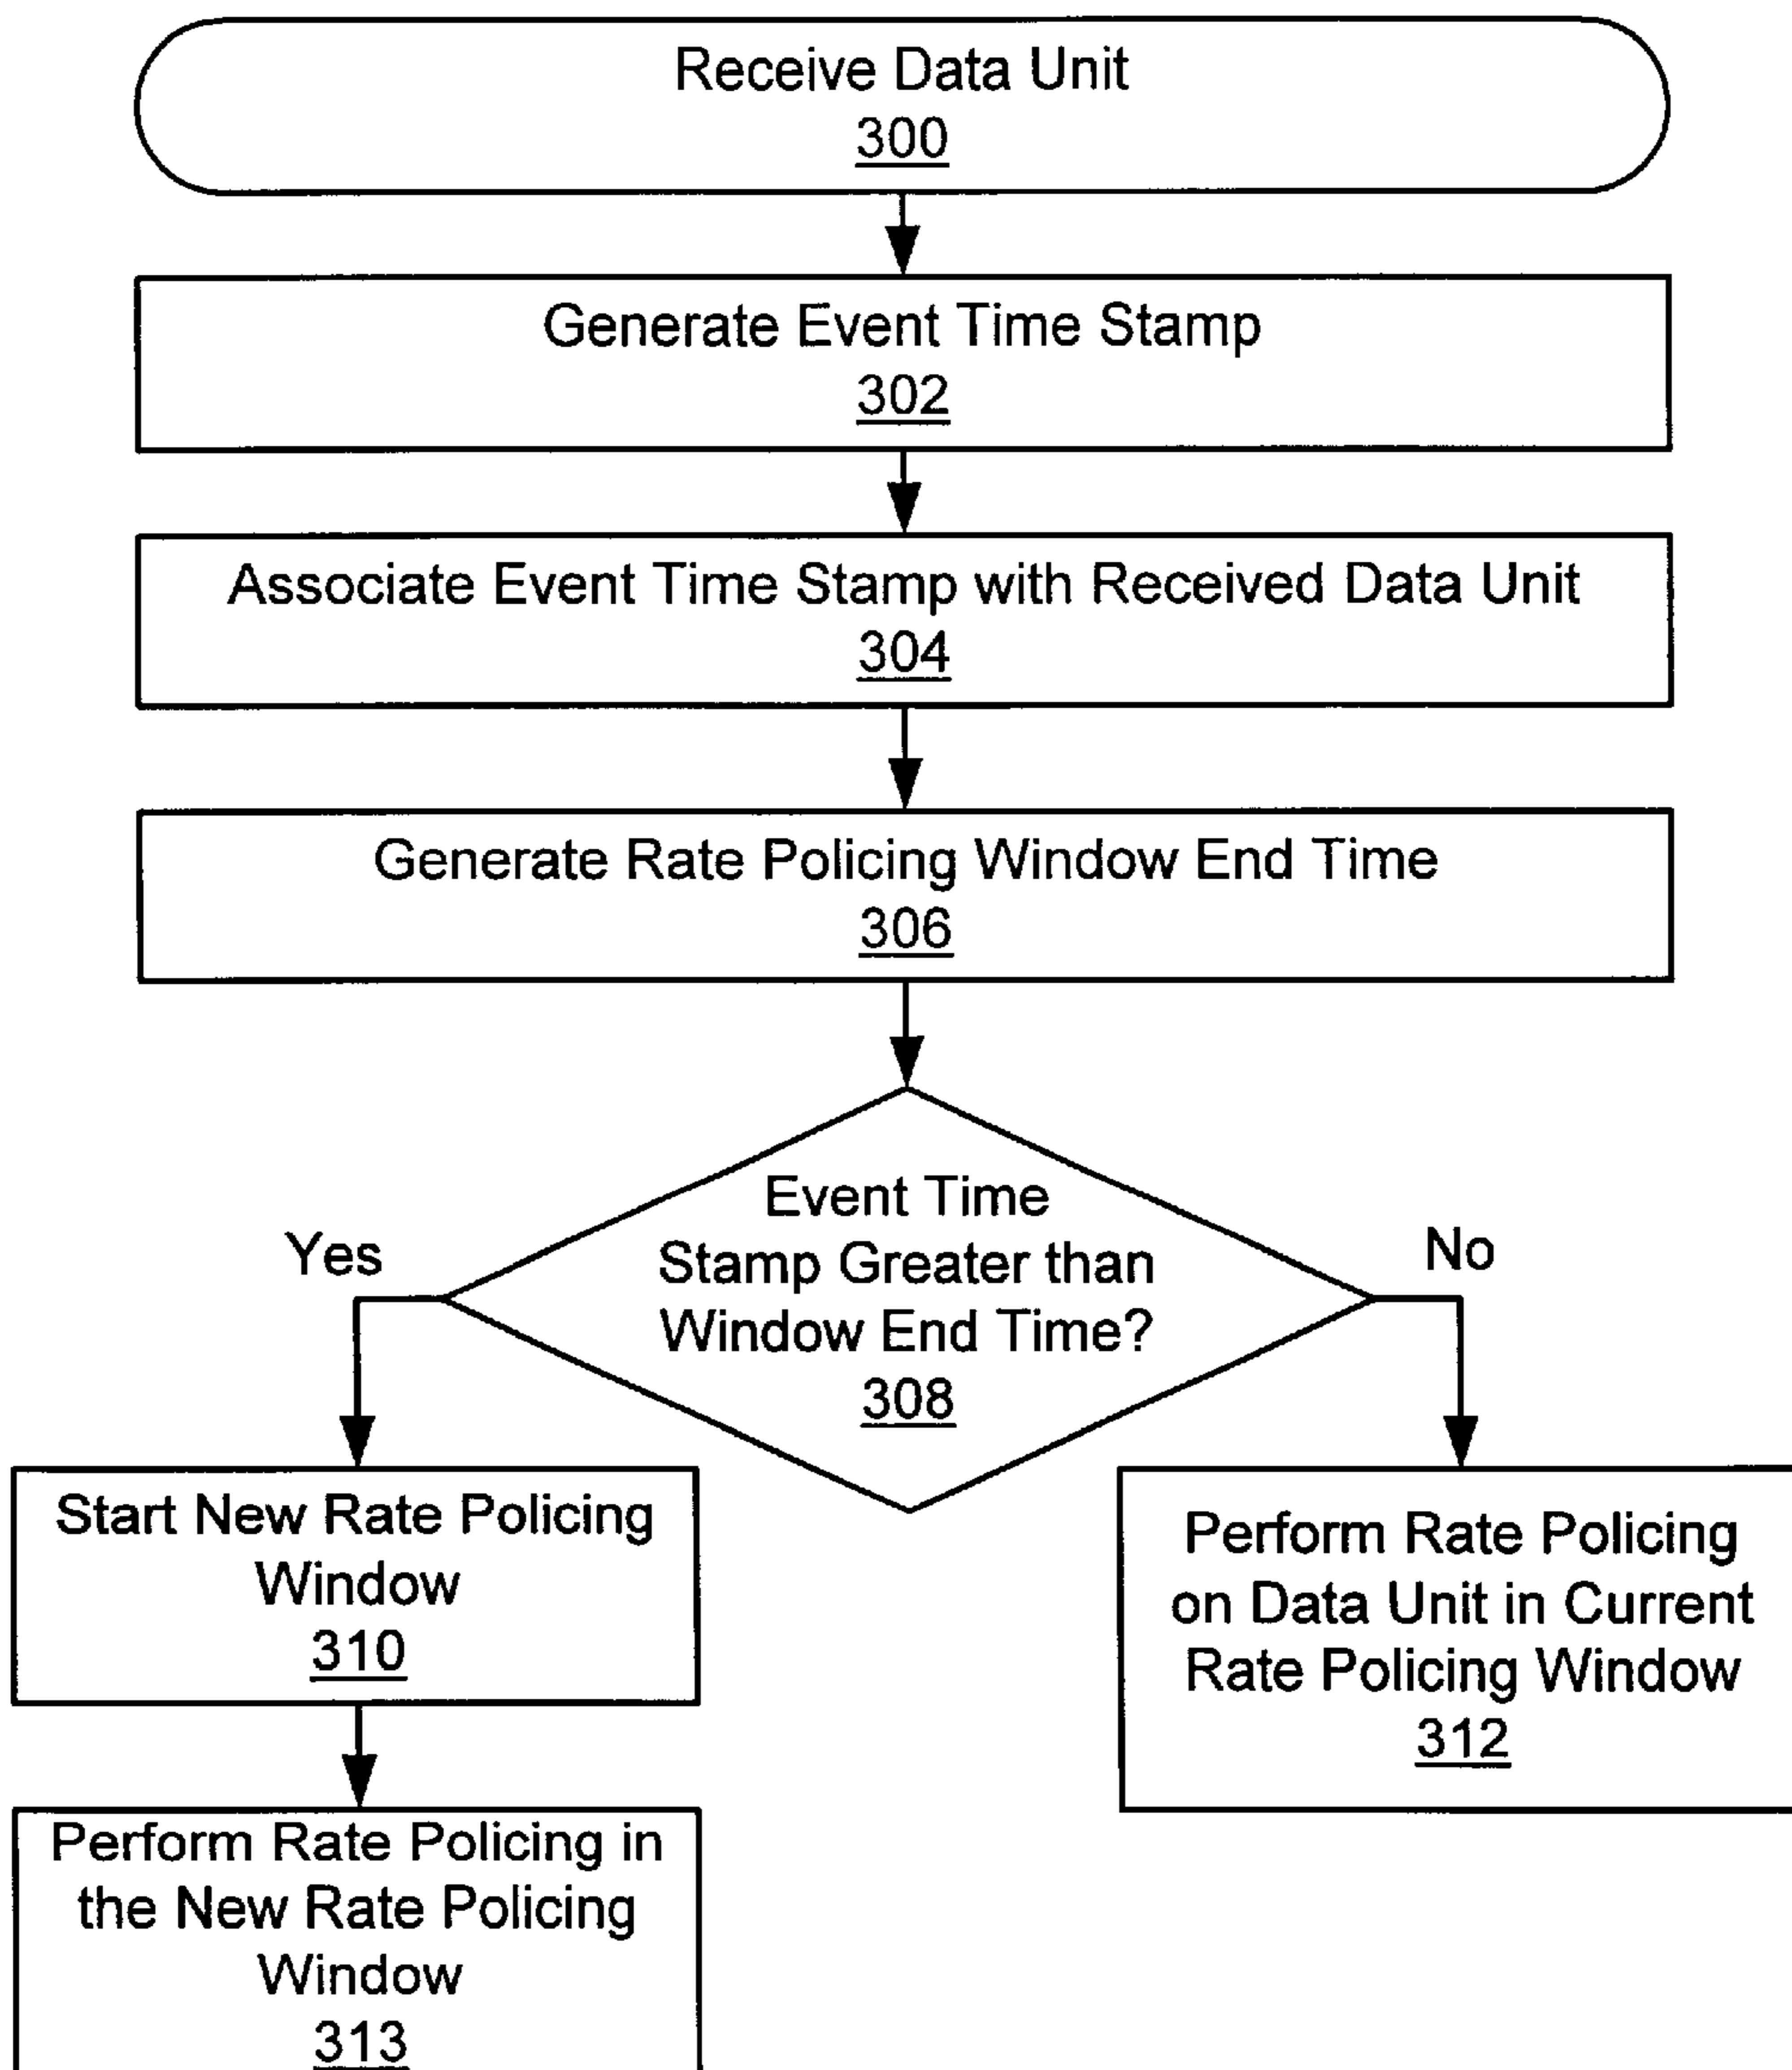 Receive Data Unit
300
Generate Event Time Stamp
302
Associate Event Time Stamp with Received Data Unit
304
Generate Rate Policing Window End Time
306
Event Time
Stamp Greater than
Window End Time?
308
Yes
No
Start New Rate Policing
Window
310
Perform Rate Policing
on Data Unit in Current
Rate Policing Window
312
Perform Rate Policing in
the New Rate Policing
Window
313